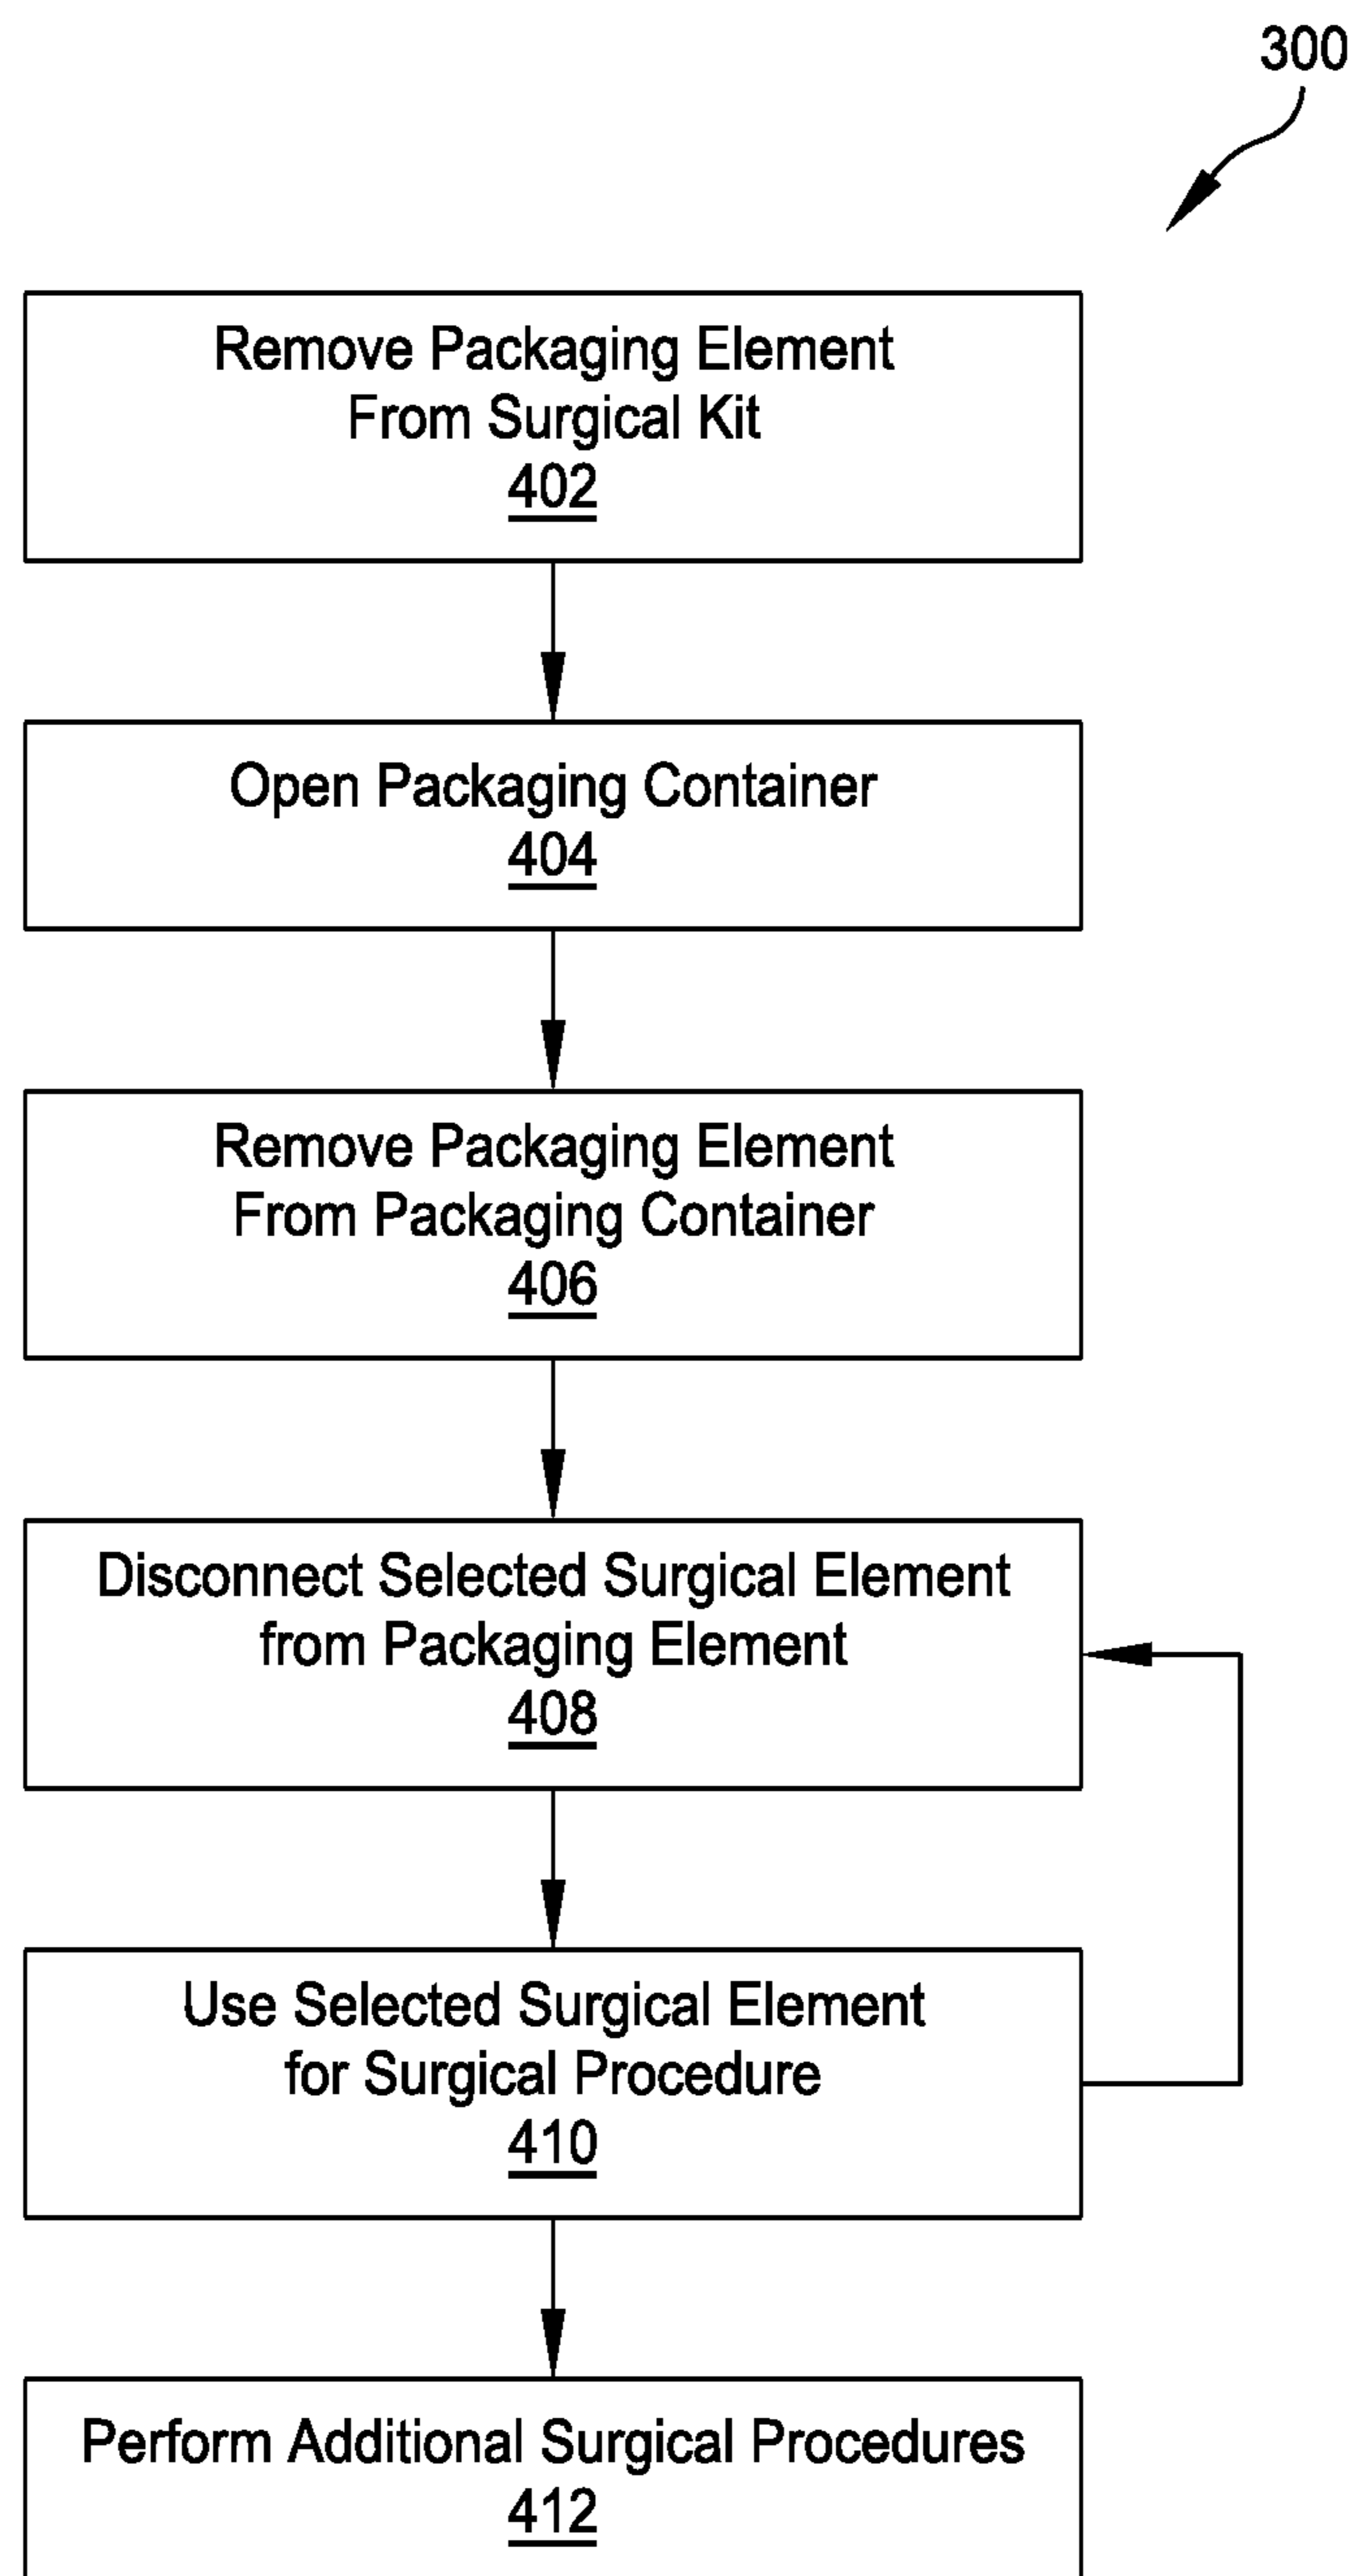 300
Remove Packaging Element
From Surgical Kit
402
Open Packaging Container
404
Remove Packaging Element
From Packaging Container
406
Disconnect Selected Surgical Element
from Packaging Element
408
Use Selected Surgical Element
for Surgical Procedure
410
Perform Additional Surgical Procedures
412